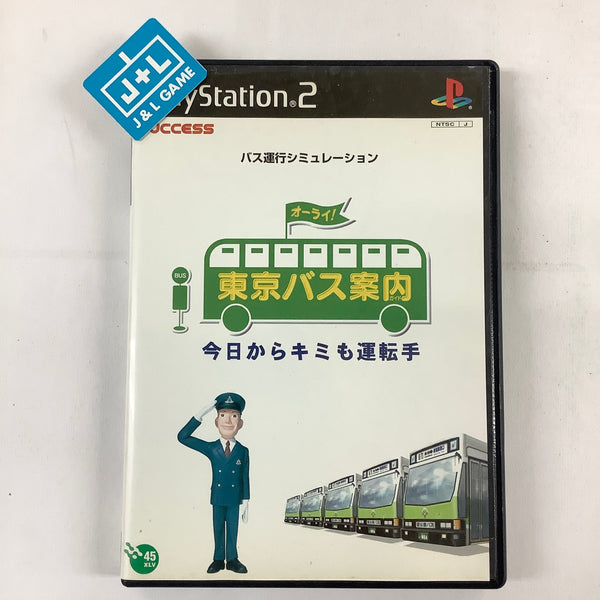 J+L
J & L GAME
PlayStation®2
NTSC J
SUCCESS
バス運行シミュレーション
オーライ!
BUS
東京バス案内
ガイド
今日からキミも運転手
45
XLV